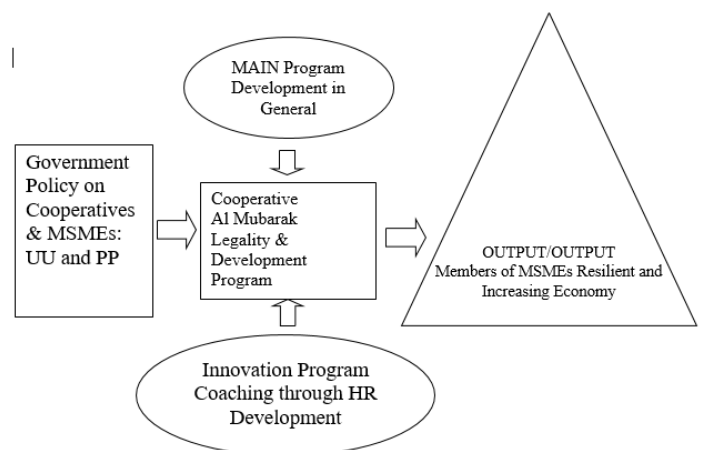 MAIN Program
Development in
General
Government
Policy on
Cooperatives
& MSMEs:
UU and PP
Cooperative
Al Mubarak
Legality &
Development
Program
OUTPUT/OUTPUT
Members of MSMEs Resilient and
Increasing Economy
Innovation Program
Coaching through HR
Development